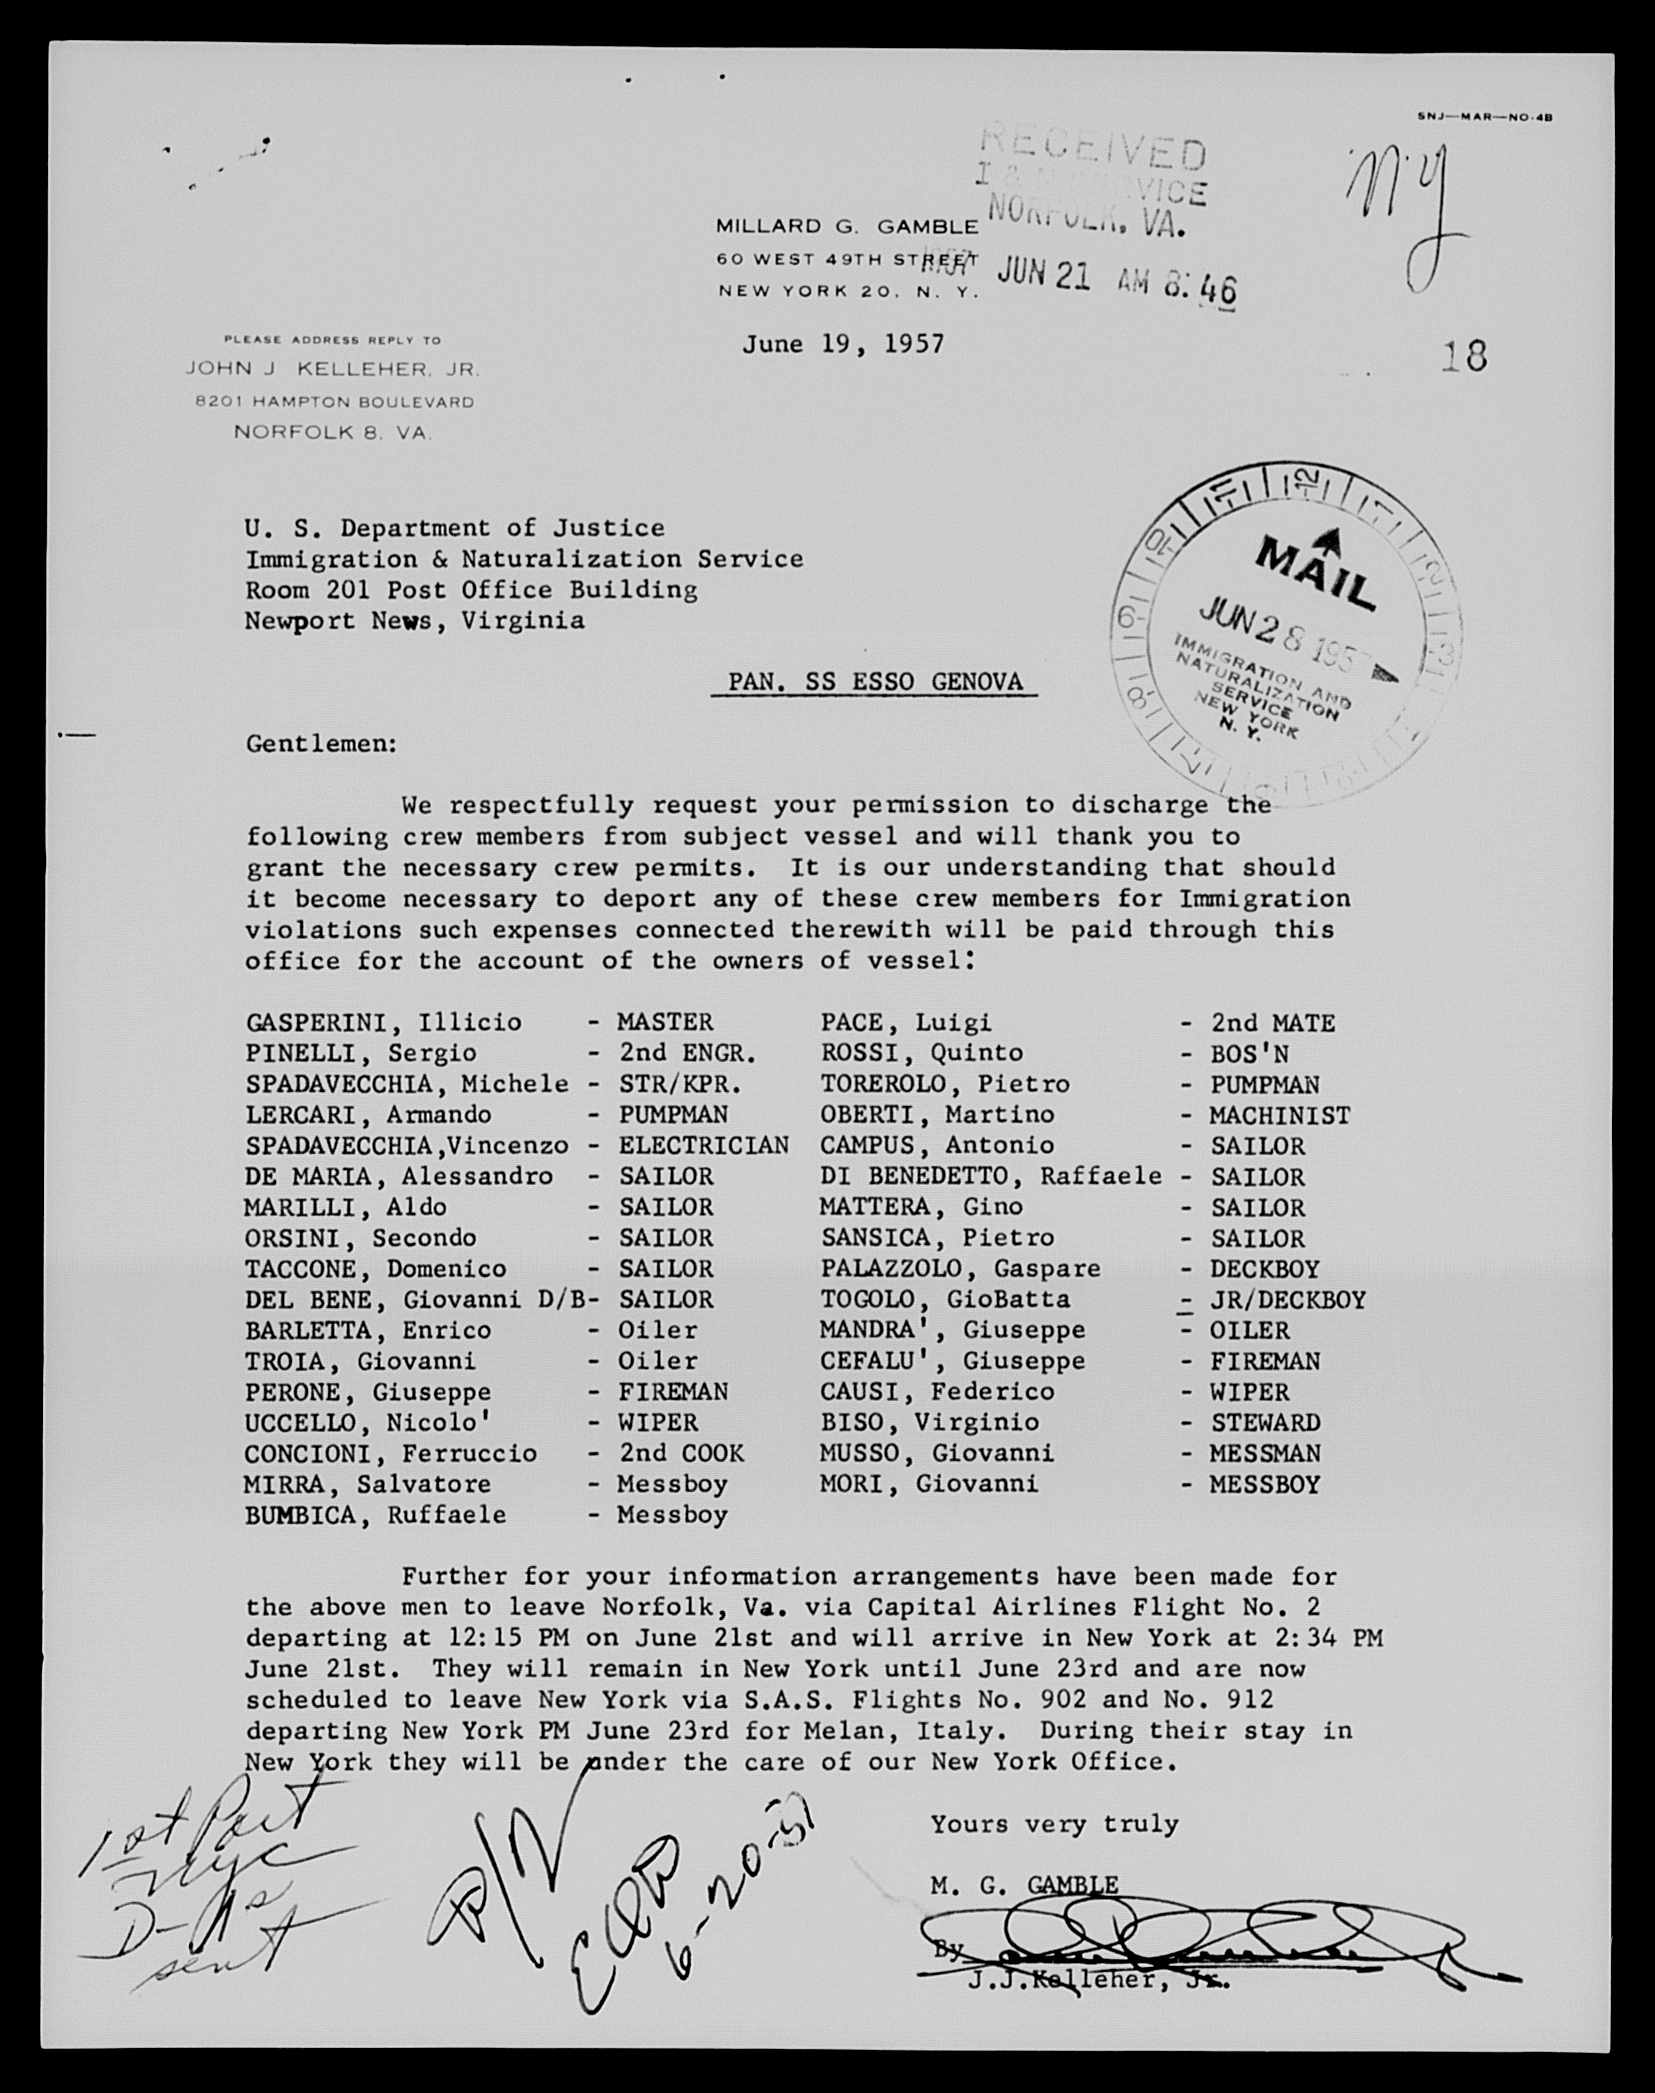 SNJ—MAR—NO-4B
N.Y
RECEIVED
I & N SERVICE
NORFOLK, VA.
1957 JUN 21 AM 8:46
MILLARD G. GAMBLE
60 WEST 49TH STREET
NEW YORK 20, N. Y.
June 19, 1957
18
PLEASE ADDRESS REPLY TO
JOHN J KELLEHER, JR.
8201 HAMPTON BOULEVARD
NORFOLK 8, VA.
MAIL
JUN 28 195
IMMIGRATION AND
NATURALIZATION
SERVICE
NEW YORK
N. Y.
U. S. Department of Justice
Immigration & Naturalization Service
Room 201 Post Office Building
Newport News, Virginia
PAN. SS ESSO GENOVA
Gentlemen:
We respectfully request your permission to discharge the
following crew members from subject vessel and will thank you to
grant the necessary crew permits. It is our understanding that should
it become necessary to deport any of these crew members for Immigration
violations such expenses connected therewith will be paid through this
office for the account of the owners of vessel:
GASPERINI, Illicio - MASTER PACE, Luigi - 2nd MATE
PINELLI, Sergio - 2nd ENGR. ROSSI, Quinto - BOS'N
SPADAVECCHIA, Michele - STR/KPR. TOREROLO, Pietro - PUMPMAN
LERCARI, Armando - PUMPMAN OBERTI, Martino - MACHINIST
SPADAVECCHIA,Vincenzo - ELECTRICIAN CAMPUS, Antonio - SAILOR
DE MARIA, Alessandro - SAILOR DI BENEDETTO, Raffaele - SAILOR
MARILLI, Aldo - SAILOR MATTERA, Gino - SAILOR
ORSINI, Secondo - SAILOR SANSICA, Pietro - SAILOR
TACCONE, Domenico - SAILOR PALAZZOLO, Gaspare - DECKBOY
DEL BENE, Giovanni D/B- SAILOR TOGOLO, GioBatta - JR/DECKBOY
BARLETTA, Enrico - Oiler MANDRA', Giuseppe - OILER
TROIA, Giovanni - Oiler CEFALU', Giuseppe - FIREMAN
PERONE, Giuseppe - FIREMAN CAUSI, Federico - WIPER
UCCELLO, Nicolo' - WIPER BISO, Virginio - STEWARD
CONCIONI, Ferruccio - 2nd COOK MUSSO, Giovanni - MESSMAN
MIRRA, Salvatore - Messboy MORI, Giovanni - MESSBOY
BUMBICA, Ruffaele - Messboy
Further for your information arrangements have been made for
the above men to leave Norfolk, Va. via Capital Airlines Flight No. 2
departing at 12:15 PM on June 21st and will arrive in New York at 2:34 PM
June 21st. They will remain in New York until June 23rd and are now
scheduled to leave New York via S.A.S. Flights No. 902 and No. 912
departing New York PM June 23rd for Melan, Italy. During their stay in
New York they will be under the care of our New York Office.
1st Port
nyc
D-1's
sent
6-20-57
Yours very truly
M. G. GAMBLE
By
J.J.Kelleher, Jr.